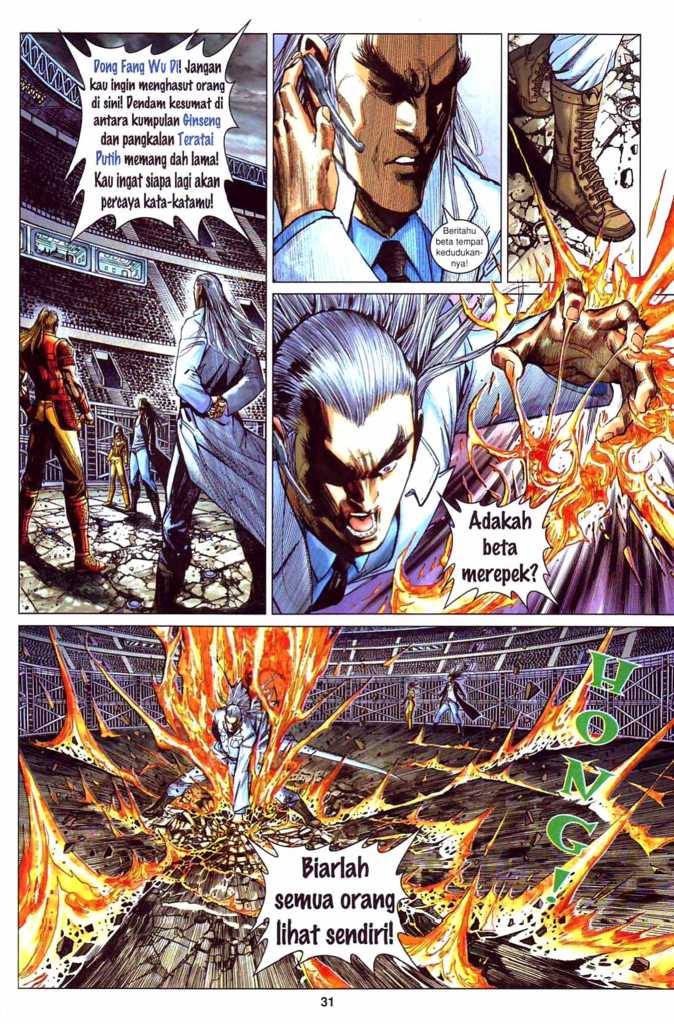 Dong Fang Wu Di! Jangan
kau ingin menghasut orang
di sini! Dendam kesumat di
antara kumpulan Ginseng
dan pangkalan Teratai
Putih memang dah lama!
Kau ingat siapa lagi akan
percaya kata-katamu!
Beritahu
beta tempat
kedudukan-
nya!
Adakah
beta
merepek?
HONG!
Biarlah
semua orang
lihat sendiri!
31